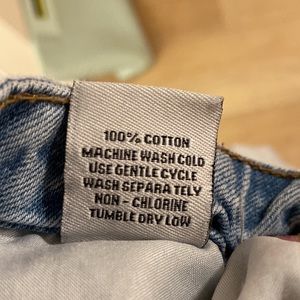 100% COTTON
MACHINE WASH COLD
USE GENTLE CYCLE
WASH SEPARA TELY
NON - CHLORINE
TUMBLE DRY LOW